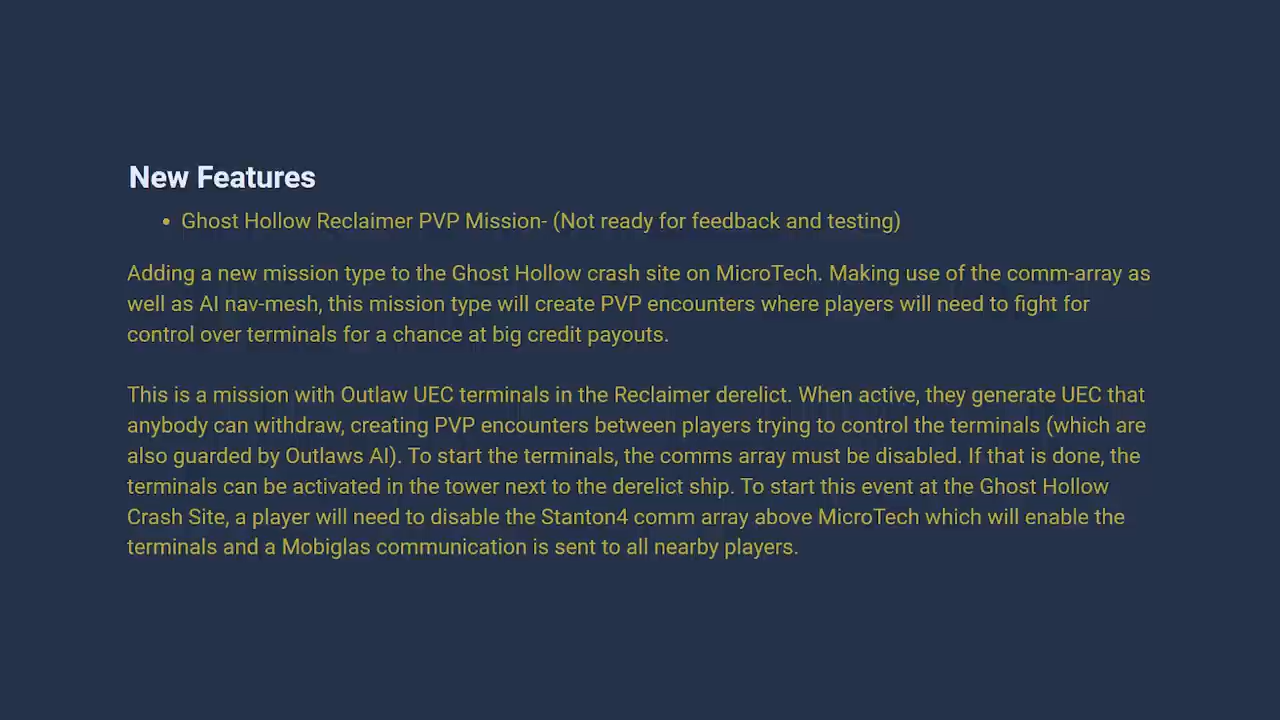 New Features
• Ghost Hollow Reclaimer PVP Mission- (Not ready for feedback and testing)
Adding a new mission type to the Ghost Hollow crash site on MicroTech. Making use of the comm-array as
well as AI nav-mesh, this mission type will create PVP encounters where players will need to fight for
control over terminals for a chance at big credit payouts.
This is a mission with Outlaw UEC terminals in the Reclaimer derelict. When active, they generate UEC that
anybody can withdraw, creating PVP encounters between players trying to control the terminals (which are
also guarded by Outlaws AI). To start the terminals, the comms array must be disabled. If that is done, the
terminals can be activated in the tower next to the derelict ship. To start this event at the Ghost Hollow
Crash Site, a player will need to disable the Stanton4 comm array above MicroTech which will enable the
terminals and a Mobiglas communication is sent to all nearby players.